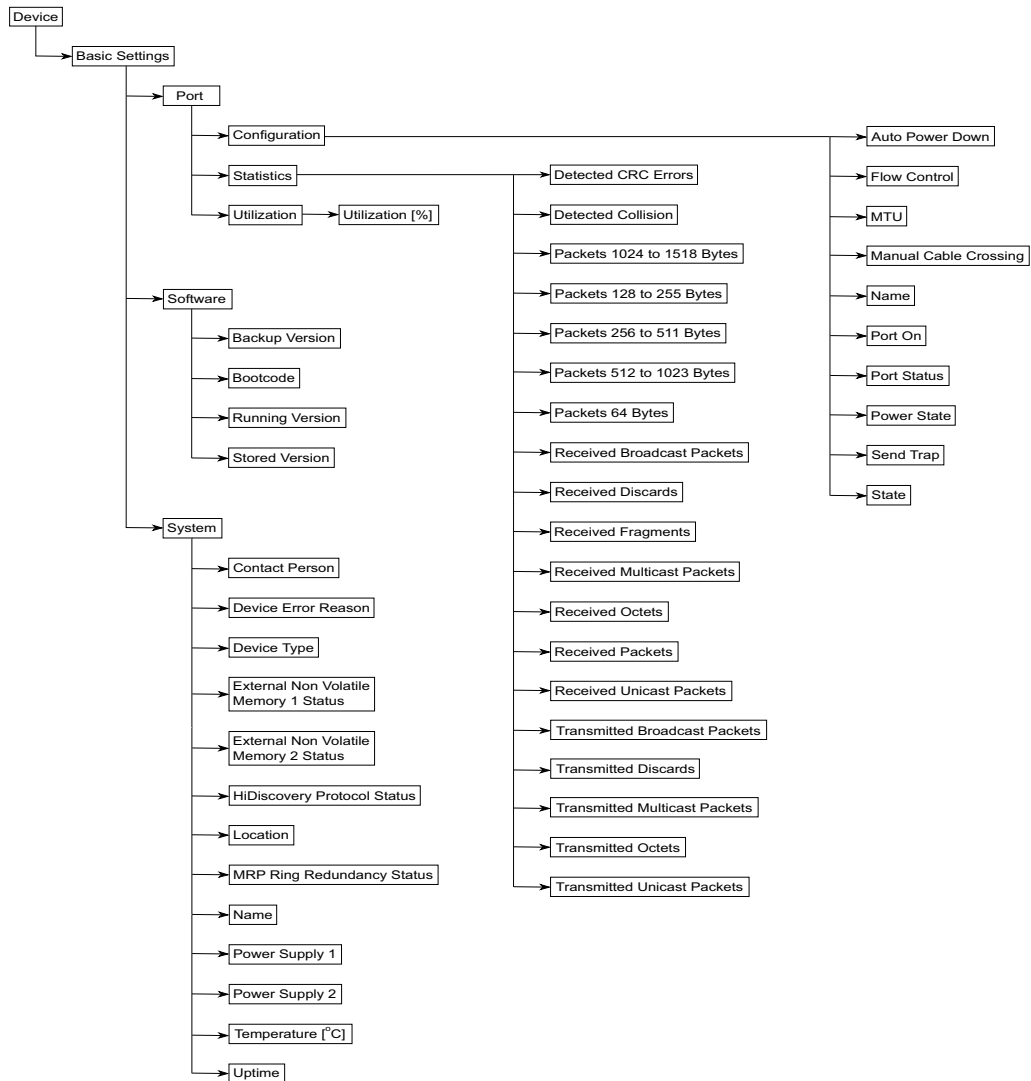 Device
Basic Settings
Port
Configuration
Auto Power Down
Flow Control
MTU
Manual Cable Crossing
Name
Port On
Port Status
Power State
Send Trap
State
Statistics
Detected CRC Errors
Detected Collision
Packets 1024 to 1518 Bytes
Packets 128 to 255 Bytes
Packets 256 to 511 Bytes
Packets 512 to 1023 Bytes
Packets 64 Bytes
Received Broadcast Packets
Received Discards
Received Fragments
Received Multicast Packets
Received Octets
Received Packets
Received Unicast Packets
Transmitted Broadcast Packets
Transmitted Discards
Transmitted Multicast Packets
Transmitted Octets
Transmitted Unicast Packets
Utilization
Utilization [%]
Software
Backup Version
Bootcode
Running Version
Stored Version
System
Contact Person
Device Error Reason
Device Type
External Non Volatile
Memory 1 Status
External Non Volatile
Memory 2 Status
HiDiscovery Protocol Status
Location
MRP Ring Redundancy Status
Name
Power Supply 1
Power Supply 2
Temperature [°C]
Uptime